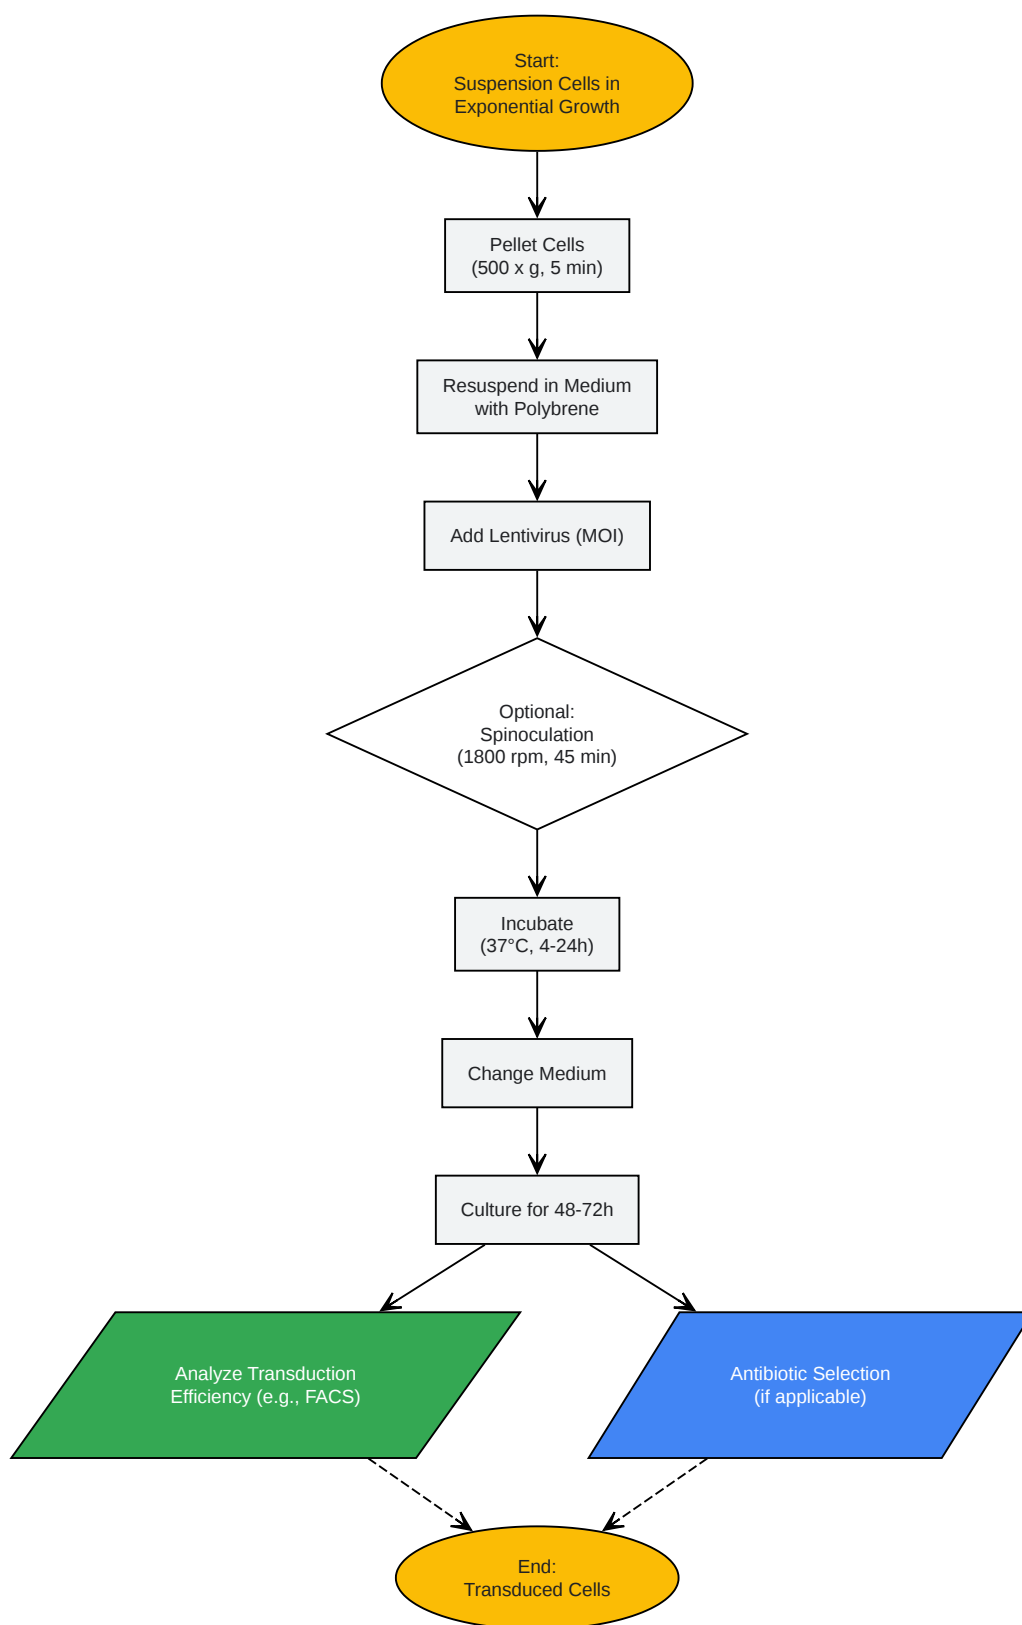 Start:
Suspension Cells in
Exponential Growth
Pellet Cells
(500 x g, 5 min)
Resuspend in Medium
with Polybrene
Add Lentivirus (MOI)
Optional:
Spinoculation
(1800 rpm, 45 min)
Incubate
(37°C, 4-24h)
Change Medium
Culture for 48-72h
Analyze Transduction
Efficiency (e.g., FACS)
Antibiotic Selection
(if applicable)
End:
Transduced Cells